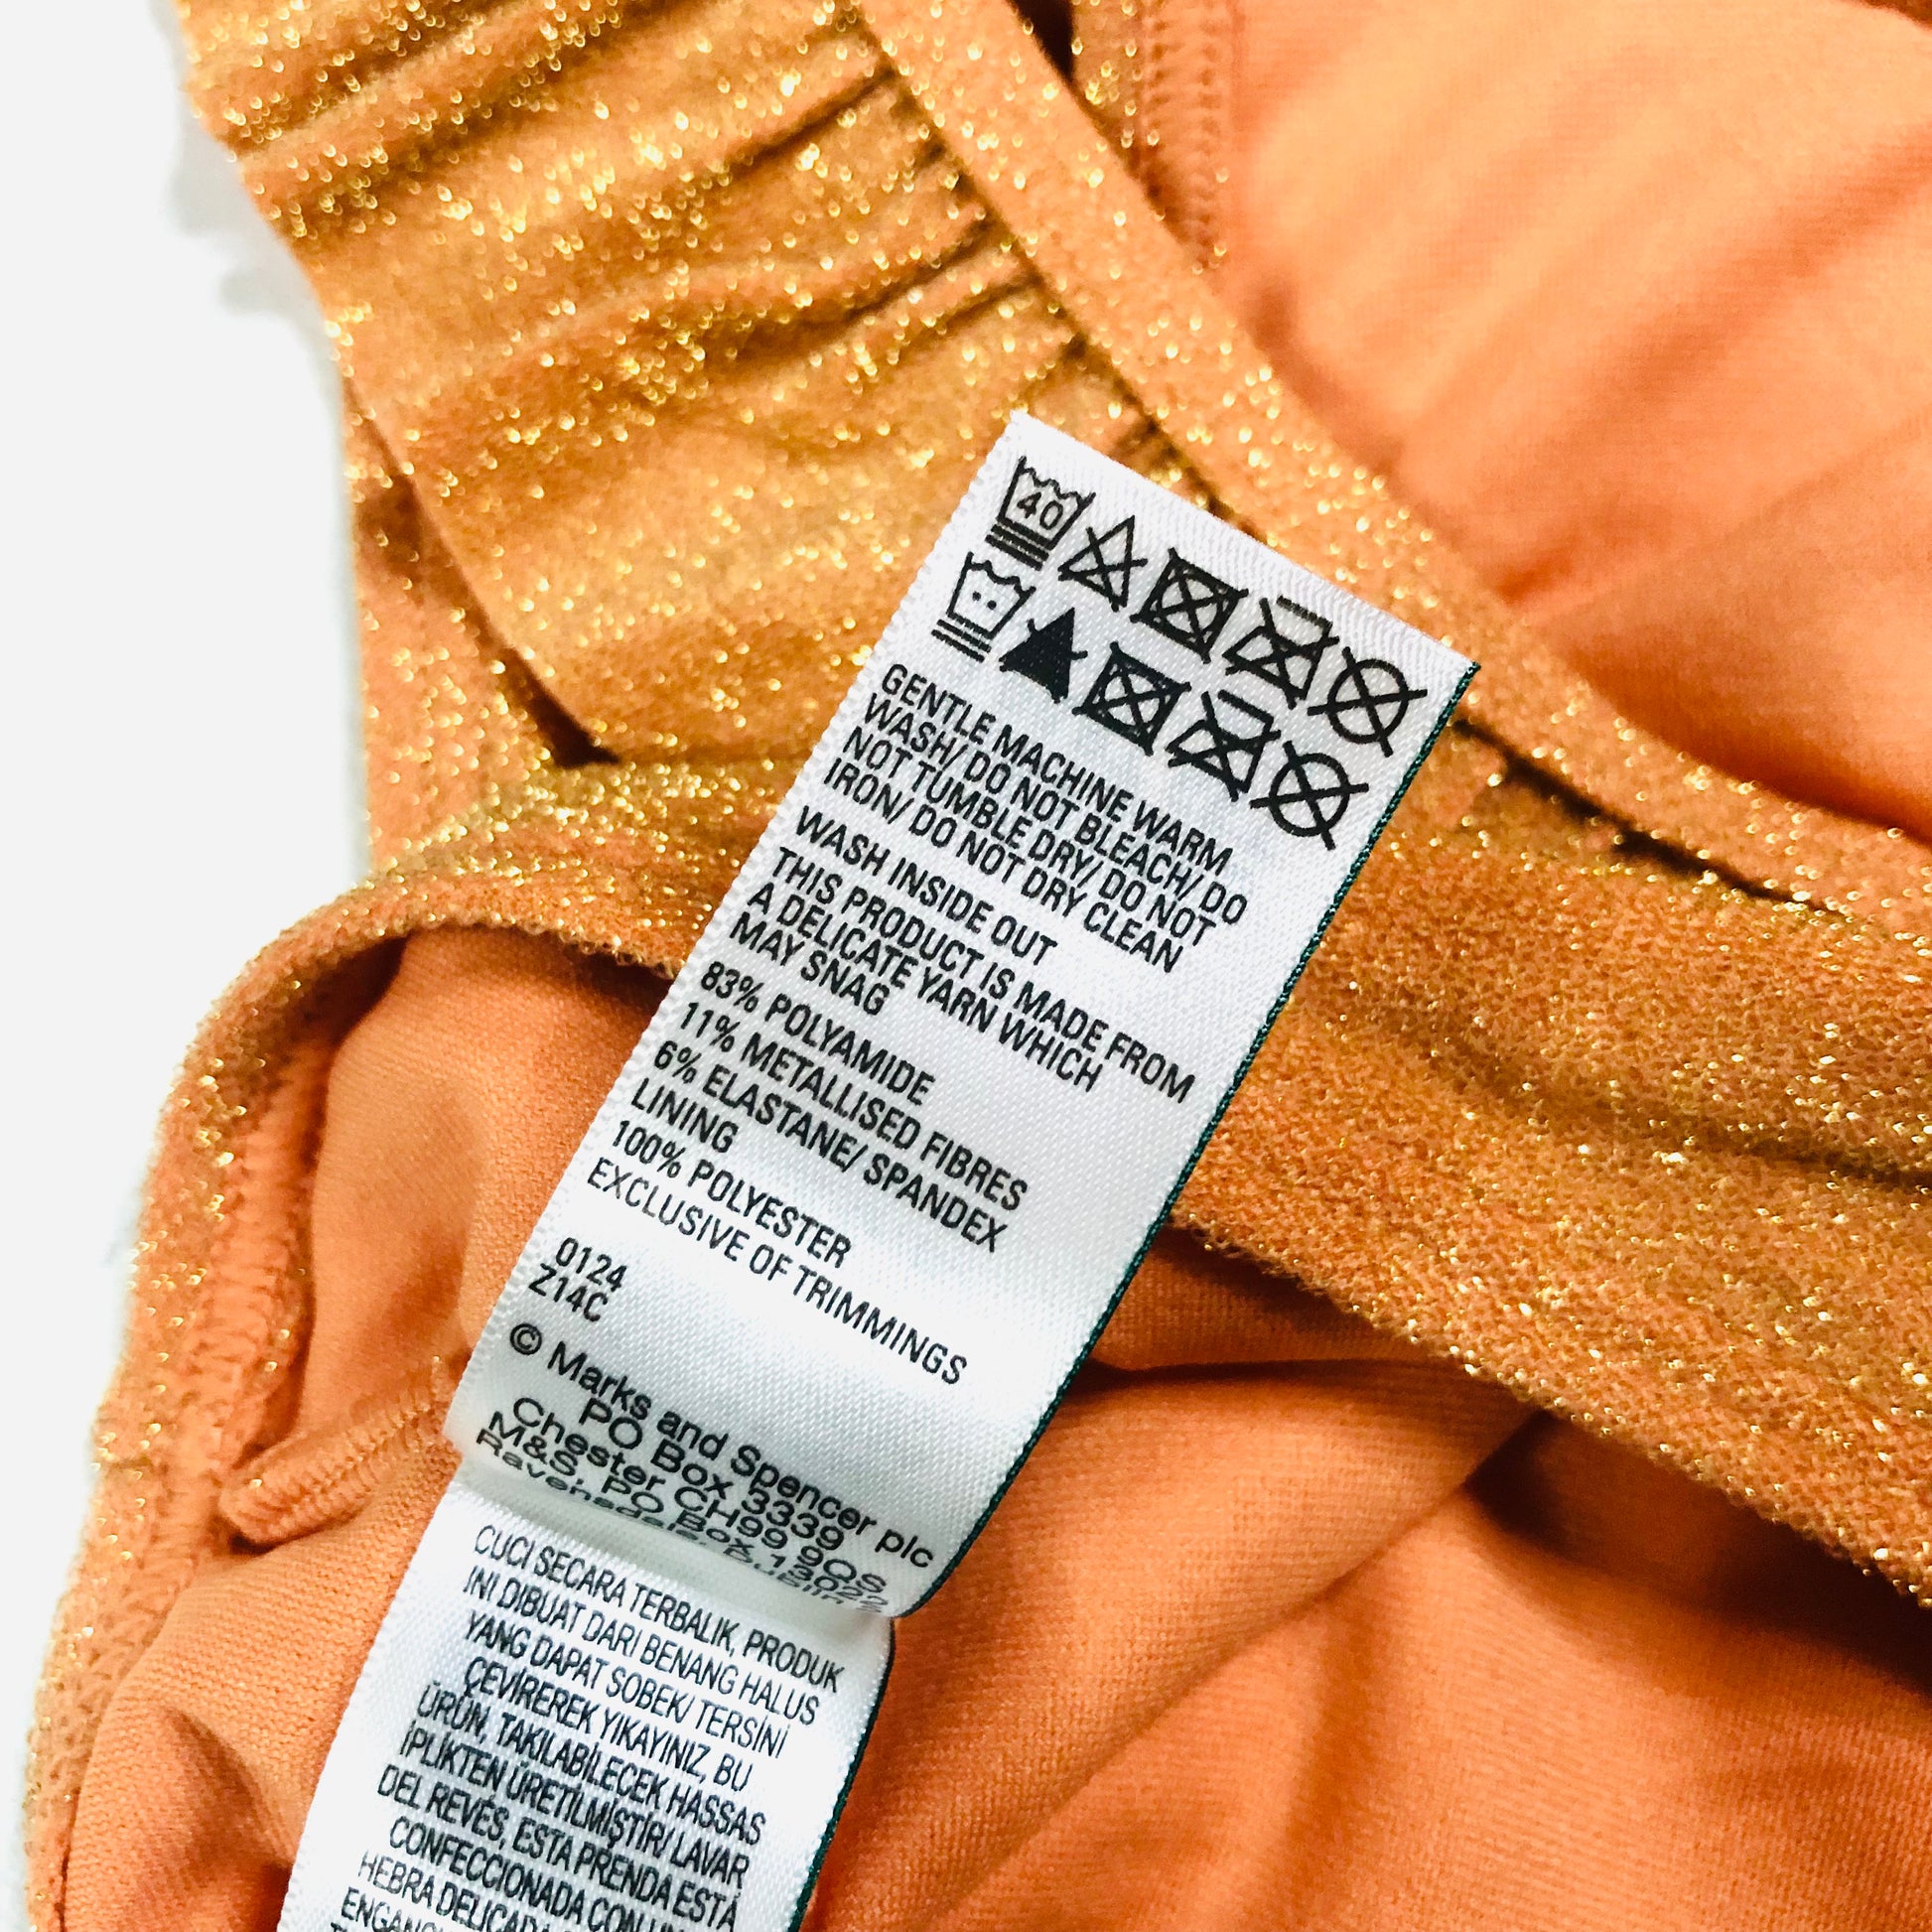 40
GENTLE MACHINE WARM
WASH/ DO NOT BLEACH/ DO
NOT TUMBLE DRY/ DO NOT
IRON/ DO NOT DRY CLEAN
WASH INSIDE OUT
THIS PRODUCT IS MADE FROM
A DELICATE YARN WHICH
MAY SNAG
83% POLYAMIDE
11% METALLISED FIBRES
6% ELASTANE/ SPANDEX
LINING
100% POLYESTER
EXCLUSIVE OF TRIMMINGS
0124
Z14C
© Marks and Spencer plc
PO Box 3339
Chester CH99 9QS
M&S, PO Box 13022
CUCI SECARA TERBALIK, PRODUK
INI DIBUAT DARI BENANG HALUS
YANG DAPAT SOBEK/ TERSİNİ
ÇEVİREREK YIKAYINIZ, BU
ÜRÜN, TAKILABİLECEK HASSAS
İPLİKTEN ÜRETİLMİŞTİR/ LAVAR
DEL REVÉS, ESTA PRENDA ESTÁ
CONFECCIONADA CON
HEBRA DELICADA